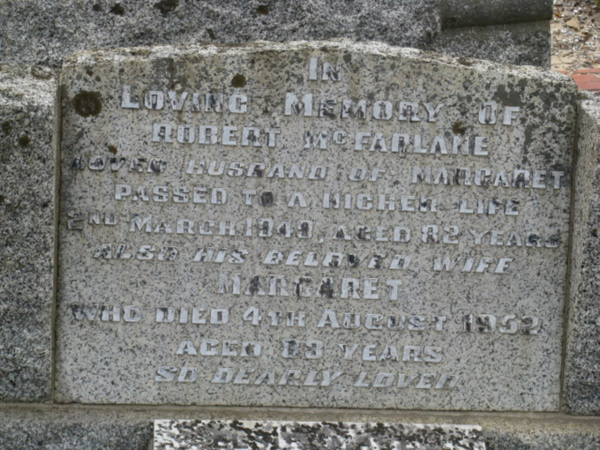 IN
LOVING MEMORY OF
ROBERT McFARLANE
LOVED HUSBAND OF MARGARET
PASSED TO A HIGHER LIFE
2ND MARCH 1949, AGED 82 YEARS
ALSO HIS BELOVED WIFE
MARGARET
WHO DIED 4TH AUGUST 1952
AGED 83 YEARS
SO DEARLY LOVED